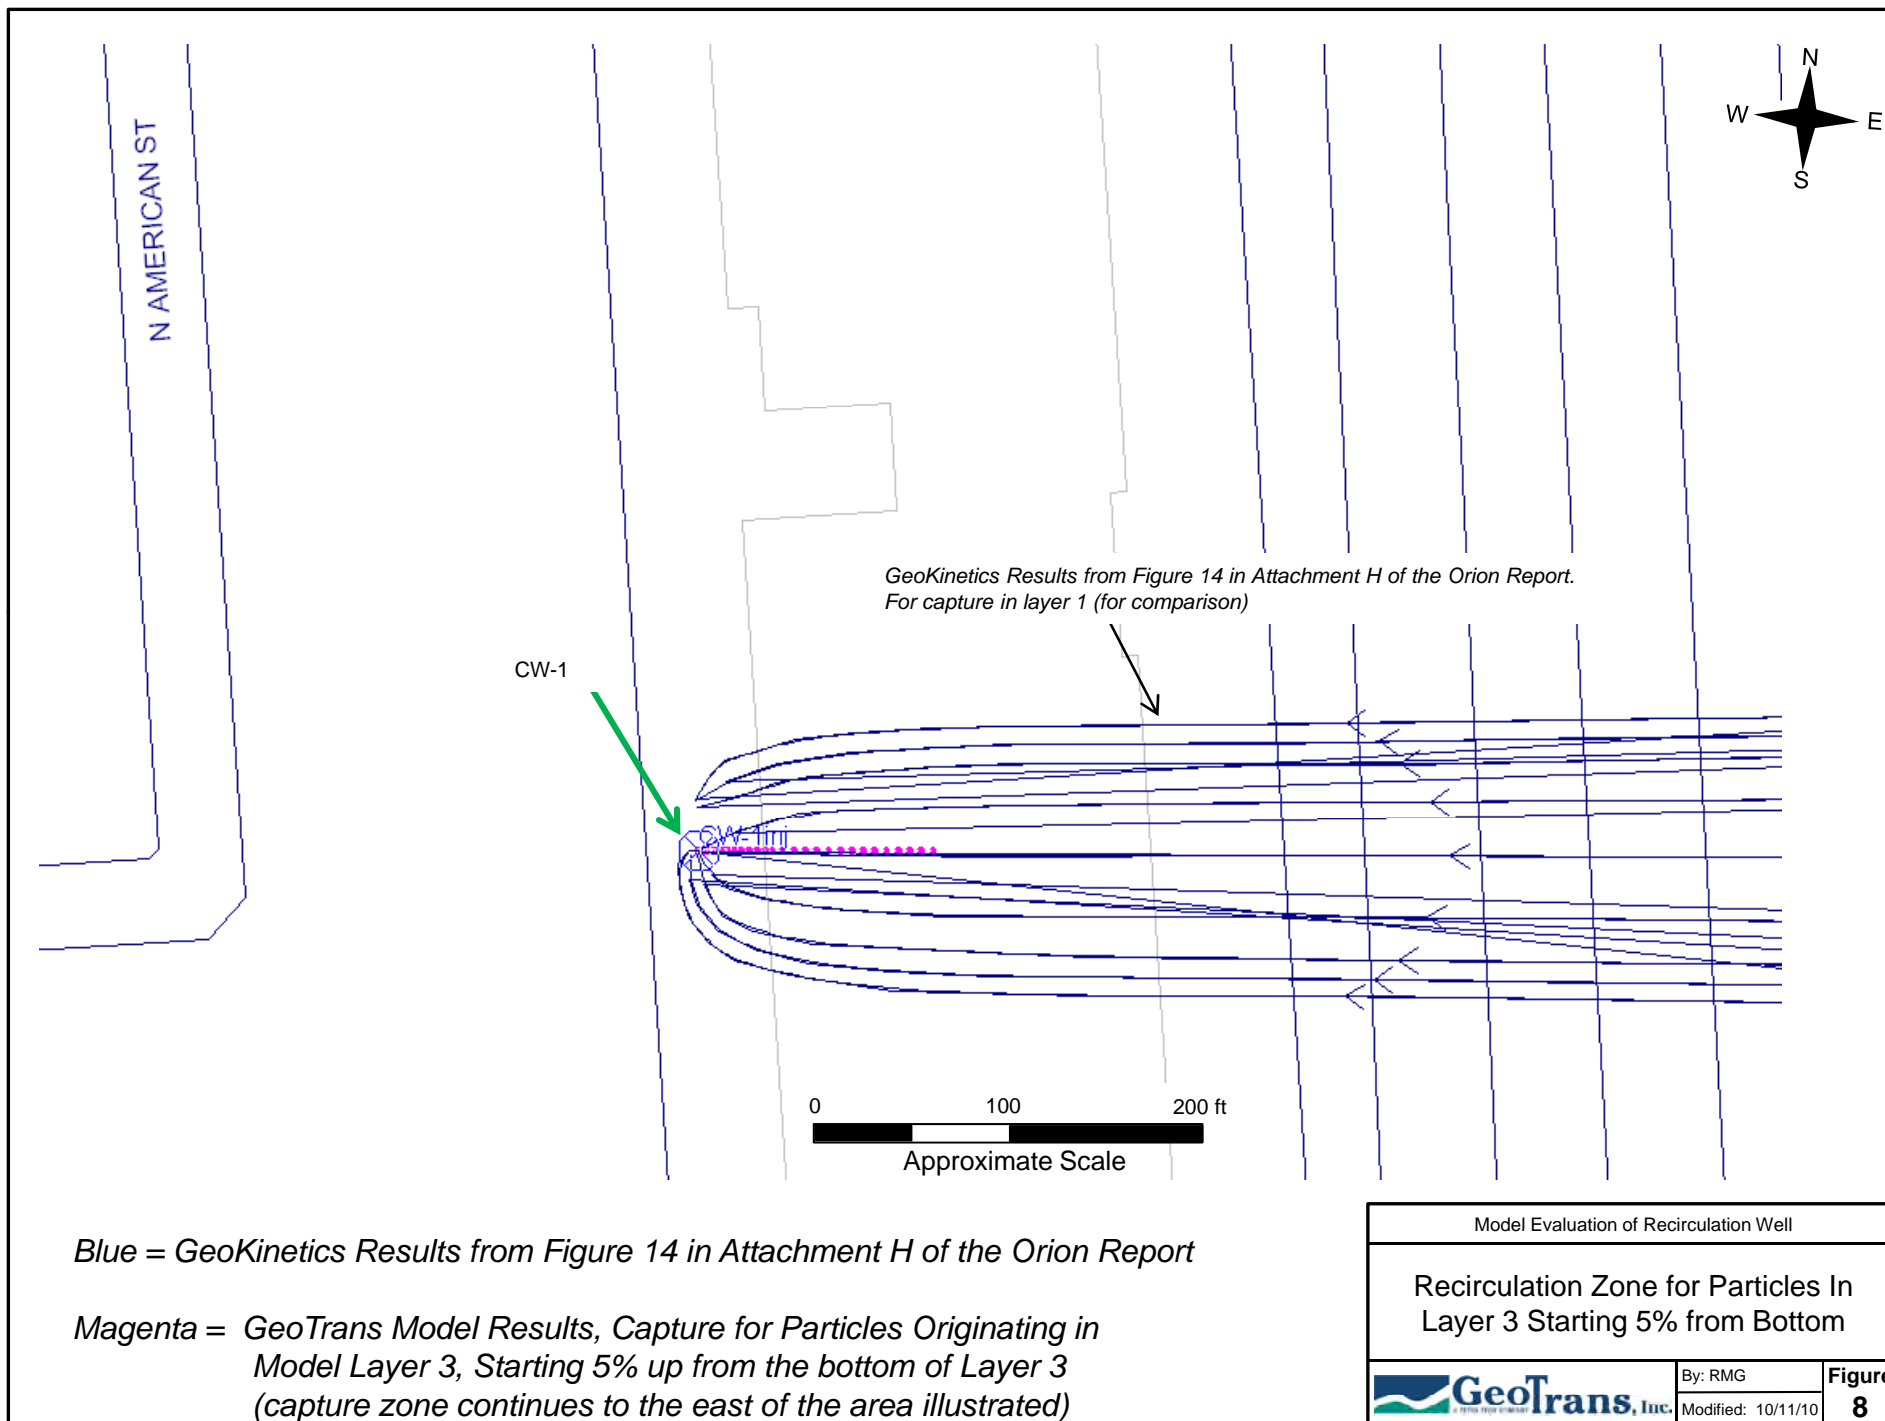 N
W
E
S
N AMERICAN ST
GeoKinetics Results from Figure 14 in Attachment H of the Orion Report.
For capture in layer 1 (for comparison)
CW-1
CW-1mj
0 100 200 ft
Approximate Scale
Blue = GeoKinetics Results from Figure 14 in Attachment H of the Orion Report
Magenta = GeoTrans Model Results, Capture for Particles Originating in
Model Layer 3, Starting 5% up from the bottom of Layer 3
(capture zone continues to the east of the area illustrated)
Model Evaluation of Recirculation Well
Recirculation Zone for Particles In
Layer 3 Starting 5% from Bottom
GeoTrans, Inc.
By: RMG
Modified: 10/11/10
Figure
8